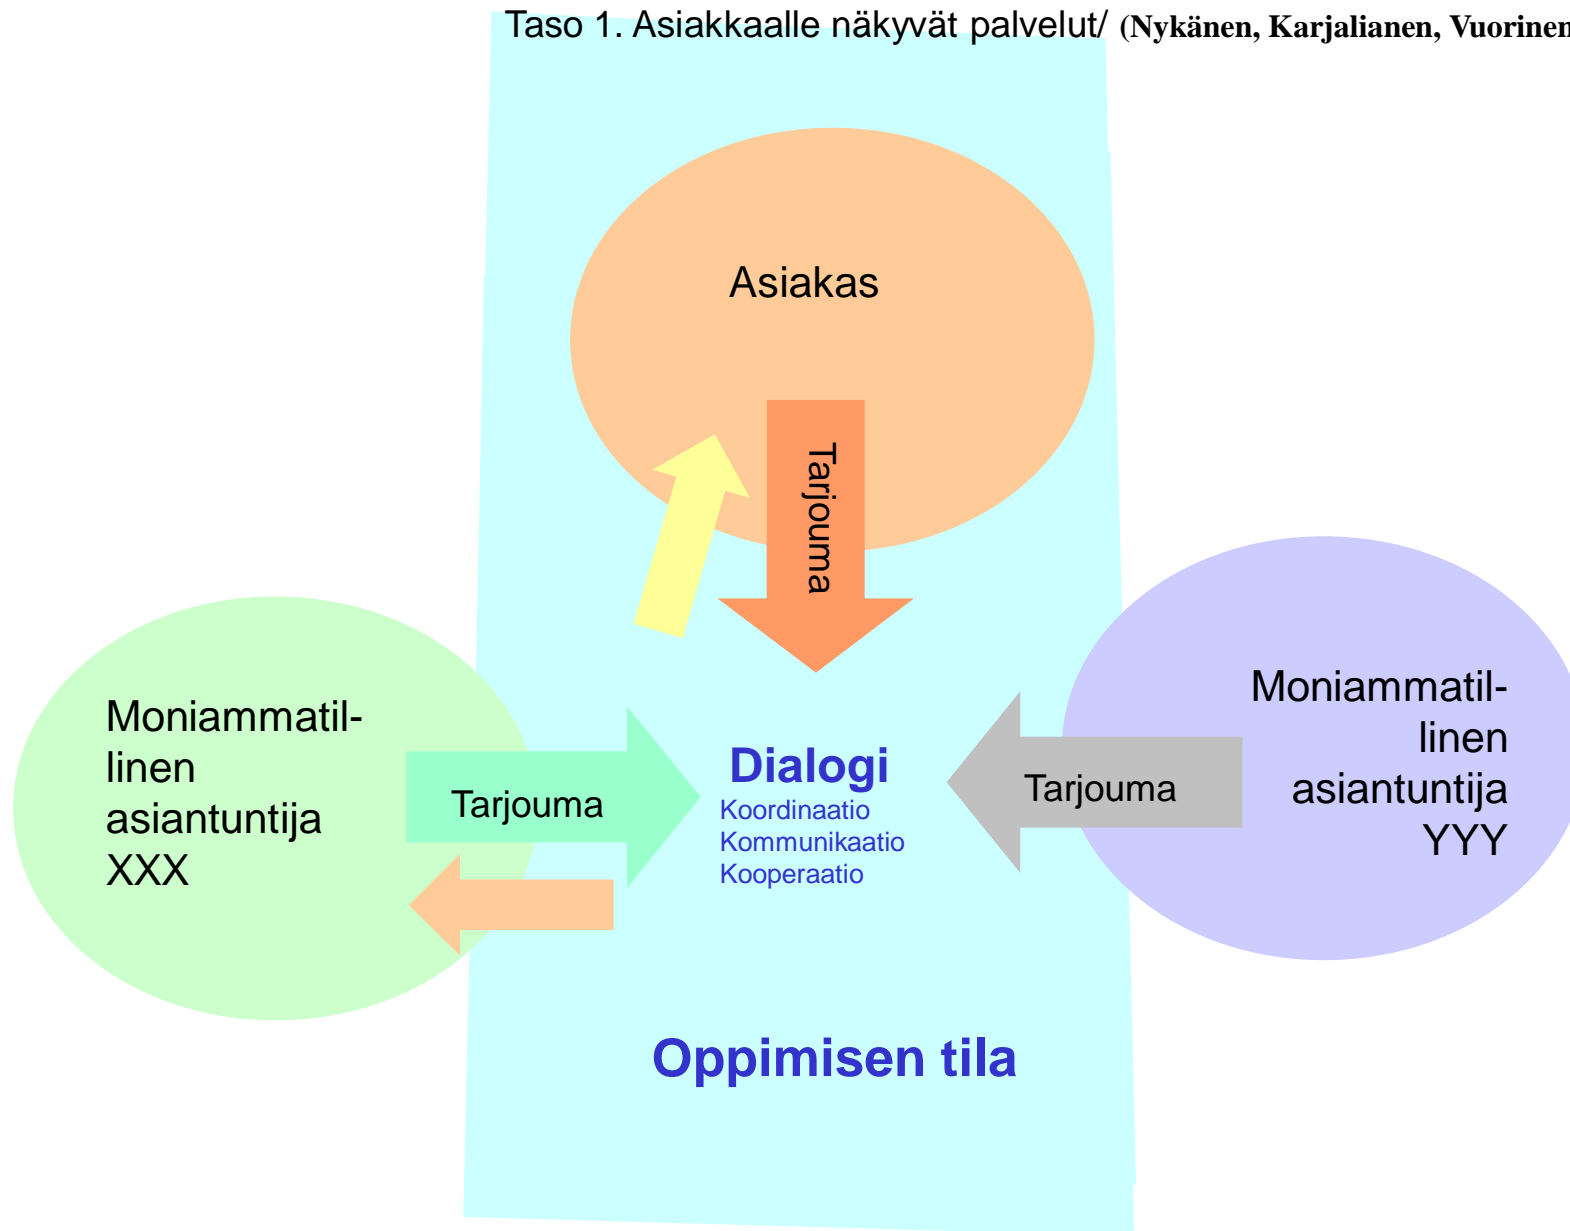 Taso 1. Asiakkaalle näkyvät palvelut/ (Nykänen, Karjalianen, Vuorinen
Asiakas
Tarjouma
Moniammatil-
linen
asiantuntija
XXX
Tarjouma
Dialogi
Koordinaatio
Kommunikaatio
Kooperaatio
Tarjouma
Moniammatil-
linen
asiantuntija
YYY
Oppimisen tila